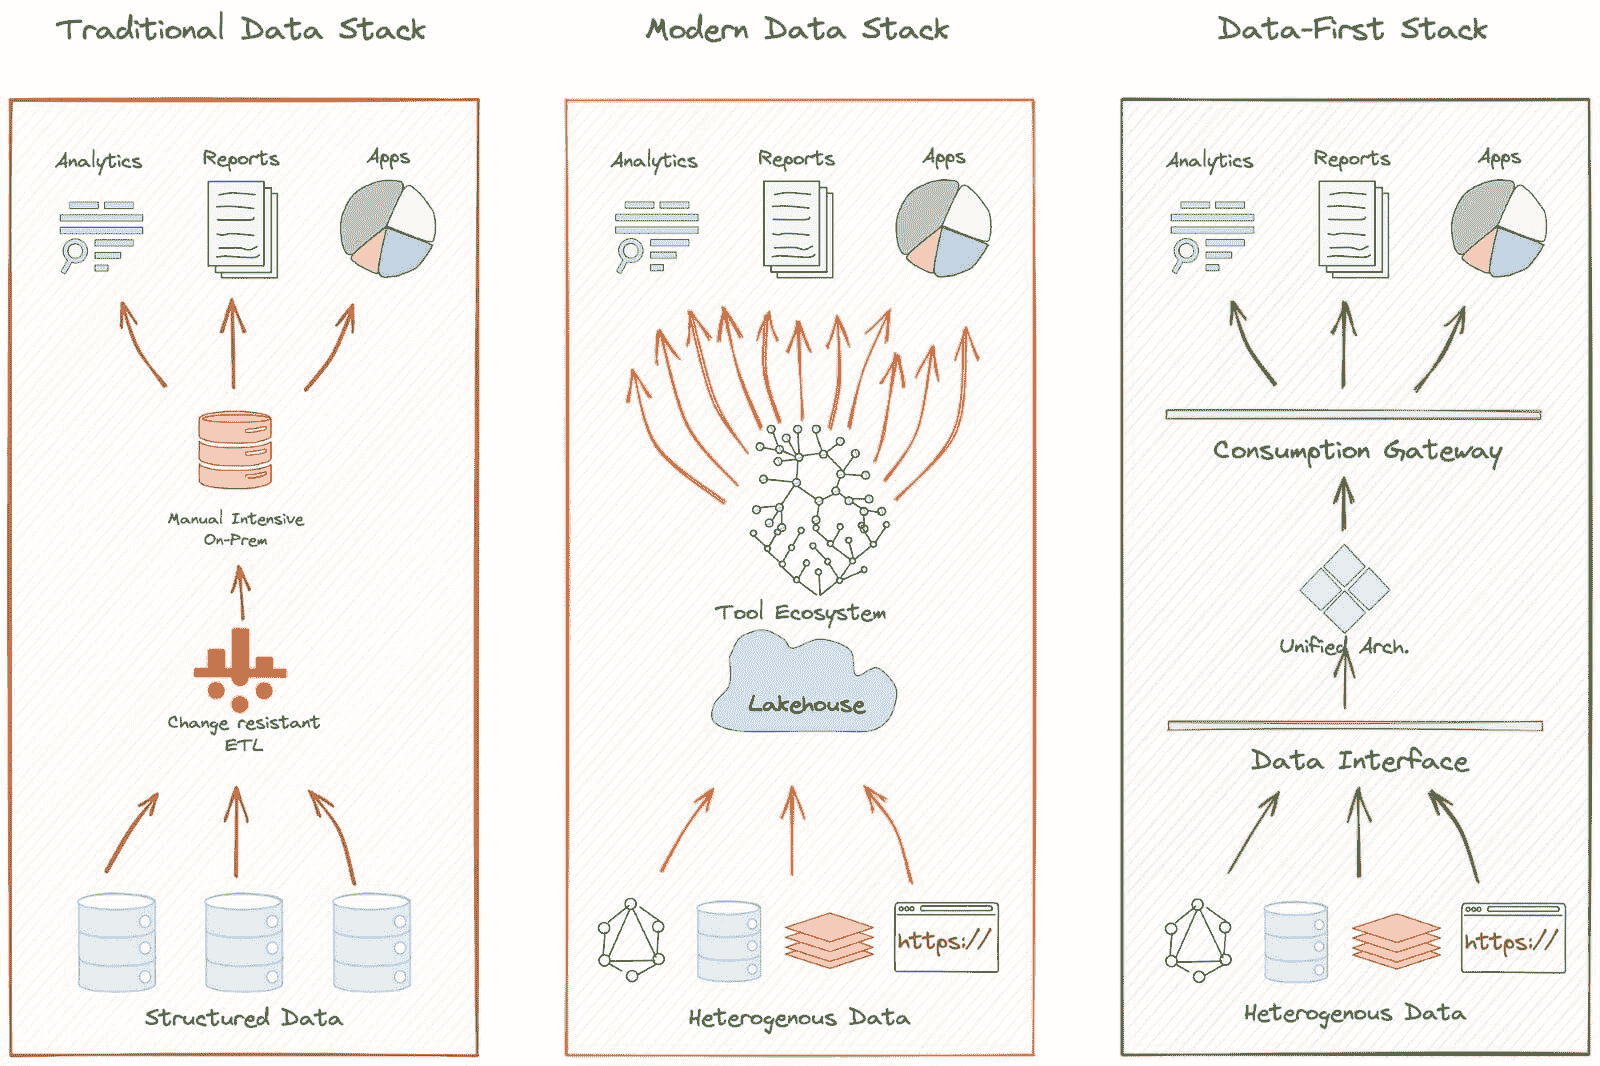 Traditional Data Stack
Analytics
Reports
Apps
Manual Intensive
On-Prem
Change resistant
ETL
Structured Data
Modern Data Stack
Analytics
Reports
Apps
Tool Ecosystem
Lakehouse
https://
Heterogenous Data
Data-First Stack
Analytics
Reports
Apps
Consumption Gateway
Unified Arch.
Data Interface
https://
Heterogenous Data